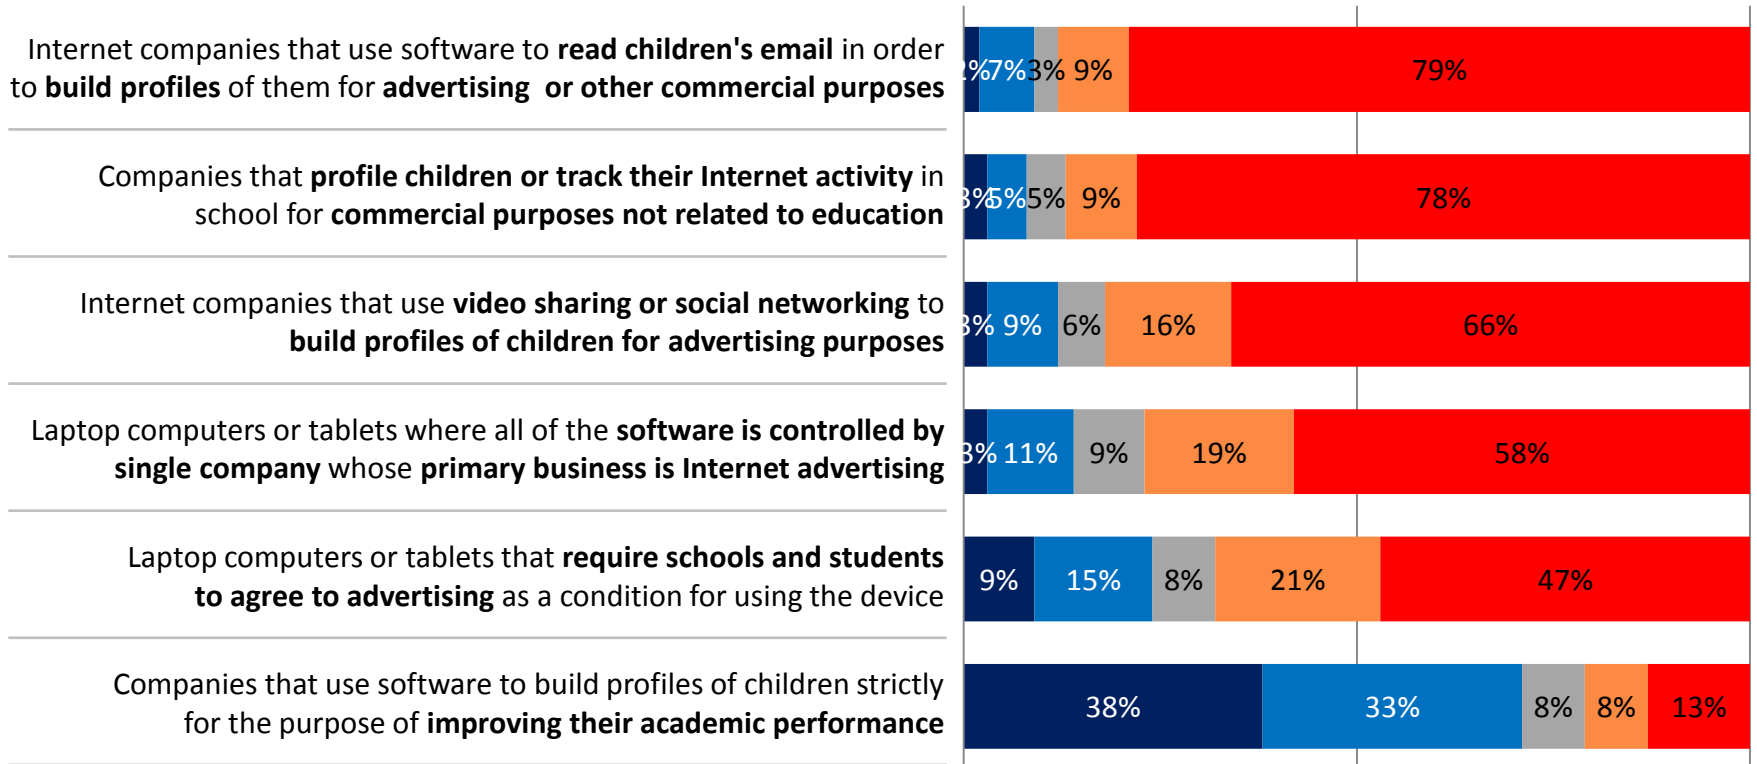 Internet companies that use software to read children's email in order
to build profiles of them for advertising or other commercial purposes
2% 7% 3% 9% 79%
Companies that profile children or track their Internet activity in
school for commercial purposes not related to education
3% 5% 5% 9% 78%
Internet companies that use video sharing or social networking to
build profiles of children for advertising purposes
3% 9% 6% 16% 66%
Laptop computers or tablets where all of the software is controlled by
single company whose primary business is Internet advertising
3% 11% 9% 19% 58%
Laptop computers or tablets that require schools and students
to agree to advertising as a condition for using the device
9% 15% 8% 21% 47%
Companies that use software to build profiles of children strictly
for the purpose of improving their academic performance
38% 33% 8% 8% 13%